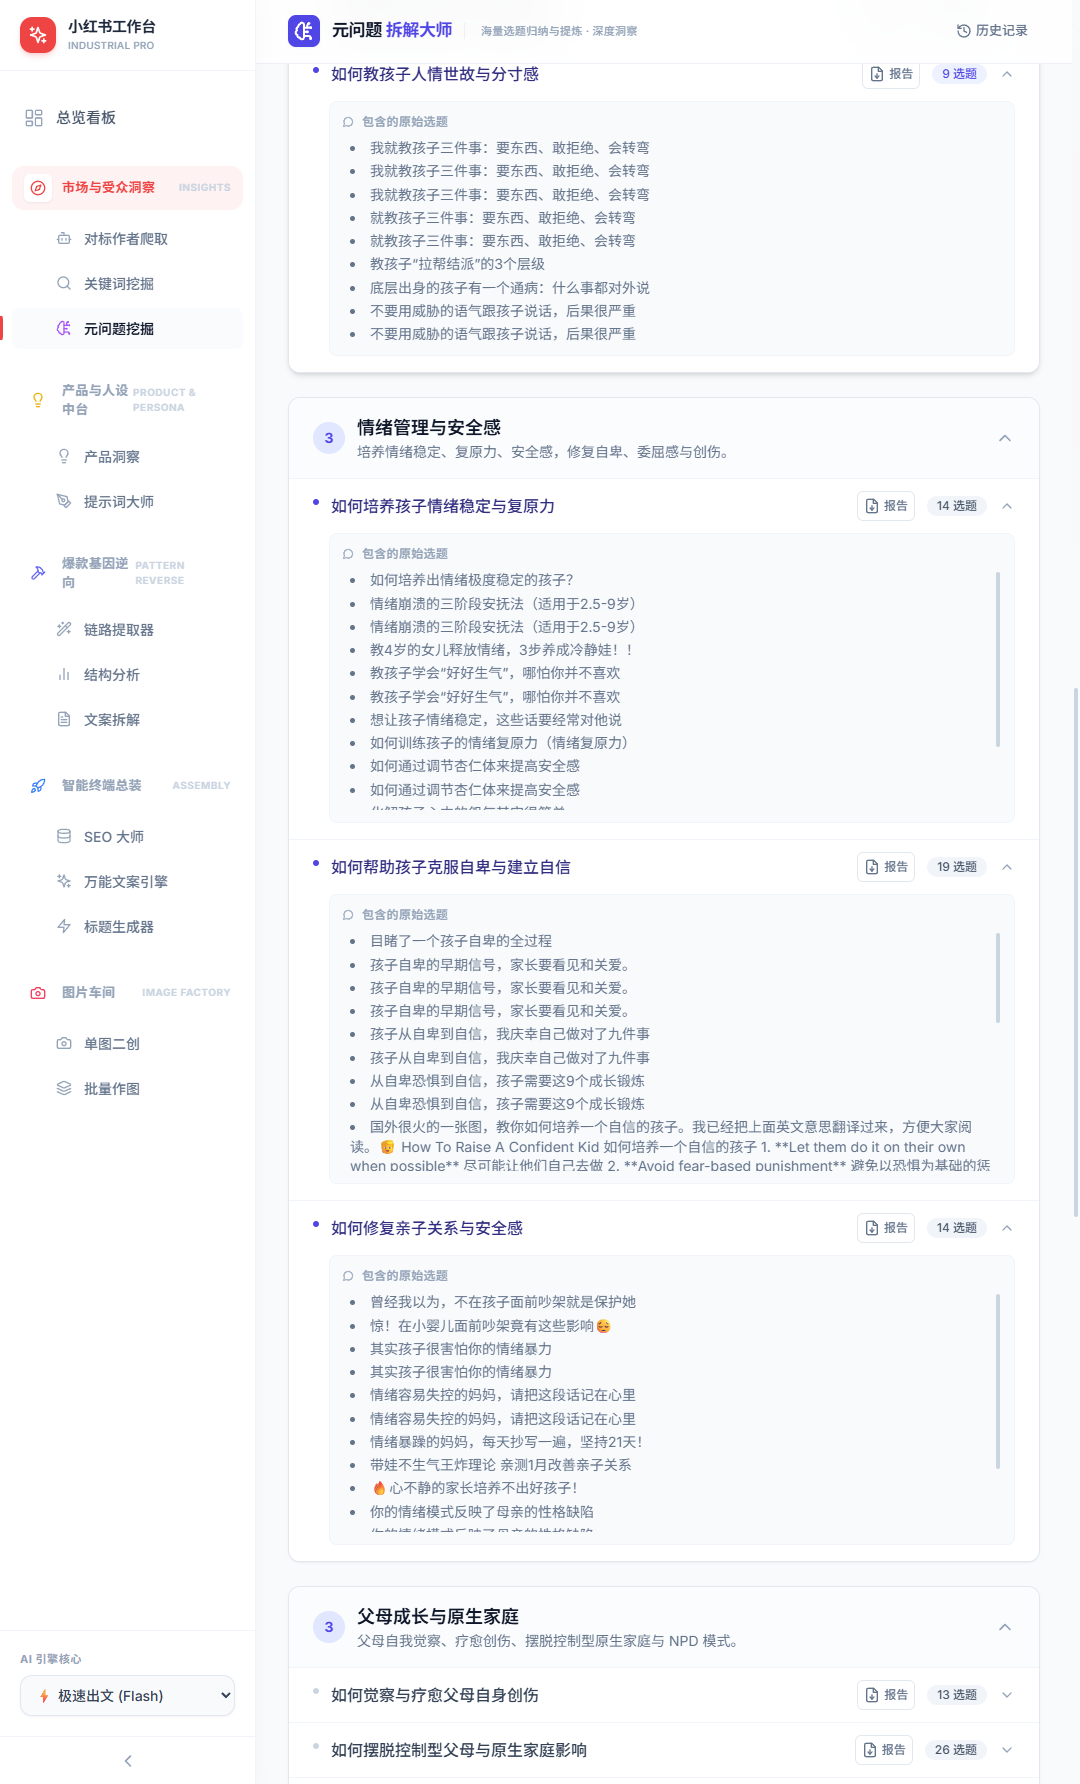 小红书工作台
INDUSTRIAL PRO
总览看板
市场与受众洞察 INSIGHTS
对标作者爬取
关键词挖掘
元问题挖掘
产品与人设中台 PRODUCT & PERSONA
产品洞察
提示词大师
爆款基因逆向 PATTERN REVERSE
链路提取器
结构分析
文案拆解
智能终端总装 ASSEMBLY
SEO 大师
万能文案引擎
标题生成器
图片车间 IMAGE FACTORY
单图二创
批量作图
AI 引擎核心
极速出文 (Flash)
元问题 拆解大师 海量选题归纳与提炼 · 深度洞察 历史记录
如何教孩子人情世故与分寸感 报告 9 选题
包含的原始选题
我就教孩子三件事：要东西、敢拒绝、会转弯
我就教孩子三件事：要东西、敢拒绝、会转弯
我就教孩子三件事：要东西、敢拒绝、会转弯
就教孩子三件事：要东西、敢拒绝、会转弯
就教孩子三件事：要东西、敢拒绝、会转弯
教孩子“拉帮结派”的3个层级
底层出身的孩子有一个通病：什么事都对外说
不要用威胁的语气跟孩子说话，后果很严重
不要用威胁的语气跟孩子说话，后果很严重
3 情绪管理与安全感
培养情绪稳定、复原力、安全感，修复自卑、委屈感与创伤。
如何培养孩子情绪稳定与复原力 报告 14 选题
包含的原始选题
如何培养出情绪极度稳定的孩子？
情绪崩溃的三阶段安抚法（适用于2.5-9岁）
情绪崩溃的三阶段安抚法（适用于2.5-9岁）
教4岁的女儿释放情绪，3步养成冷静娃！！
教孩子学会“好好生气”，哪怕你并不喜欢
教孩子学会“好好生气”，哪怕你并不喜欢
想让孩子情绪稳定，这些话要经常对他说
如何训练孩子的情绪复原力（情绪复原力）
如何通过调节杏仁体来提高安全感
如何通过调节杏仁体来提高安全感
如何帮助孩子克服自卑与建立自信 报告 19 选题
包含的原始选题
目睹了一个孩子自卑的全过程
孩子自卑的早期信号，家长要看见和关爱。
孩子自卑的早期信号，家长要看见和关爱。
孩子自卑的早期信号，家长要看见和关爱。
孩子从自卑到自信，我庆幸自己做对了九件事
孩子从自卑到自信，我庆幸自己做对了九件事
从自卑恐惧到自信，孩子需要这9个成长锻炼
从自卑恐惧到自信，孩子需要这9个成长锻炼
国外很火的一张图，教你如何培养一个自信的孩子。我已经把上面英文意思翻译过来，方便大家阅
读。 How To Raise A Confident Kid 如何培养一个自信的孩子 1. **Let them do it on their own
when possible** 尽可能让他们自己去做 2. **Avoid fear-based punishment** 避免以恐惧为基础的惩
如何修复亲子关系与安全感 报告 14 选题
包含的原始选题
曾经我以为，不在孩子面前吵架就是保护她
惊！在小婴儿面前吵架竟有这些影响😩
其实孩子很害怕你的情绪暴力
其实孩子很害怕你的情绪暴力
情绪容易失控的妈妈，请把这段话记在心里
情绪容易失控的妈妈，请把这段话记在心里
情绪暴躁的妈妈，每天抄写一遍，坚持21天！
带娃不生气王炸理论 亲测1月改善亲子关系
🔥心不静的家长培养不出好孩子！
你的情绪模式反映了母亲的性格缺陷
你的情绪模式反映了母亲的性格缺陷
3 父母成长与原生家庭
父母自我觉察、疗愈创伤、摆脱控制型原生家庭与 NPD 模式。
如何觉察与疗愈父母自身创伤 报告 13 选题
如何摆脱控制型父母与原生家庭影响 报告 26 选题